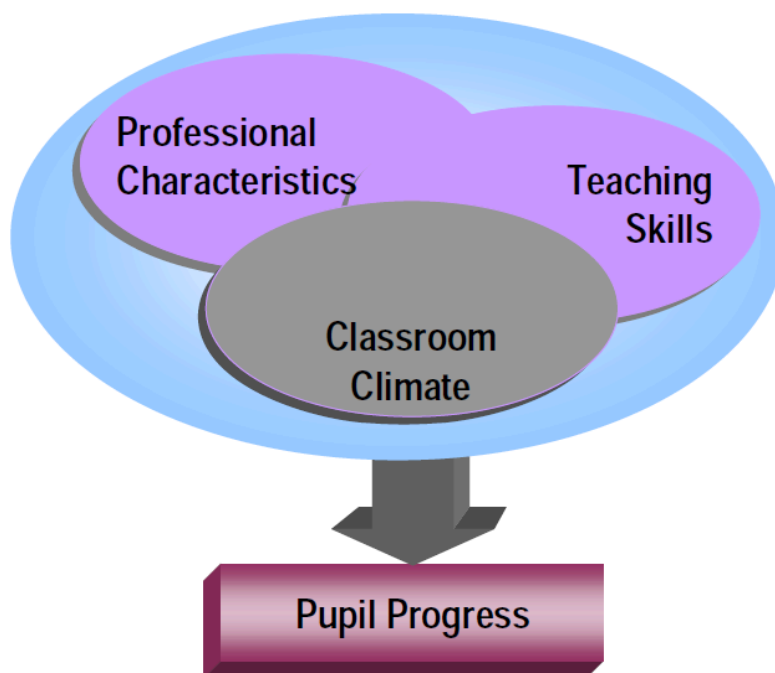 Professional
Characteristics
Teaching
Skills
Classroom
Climate
Pupil Progress